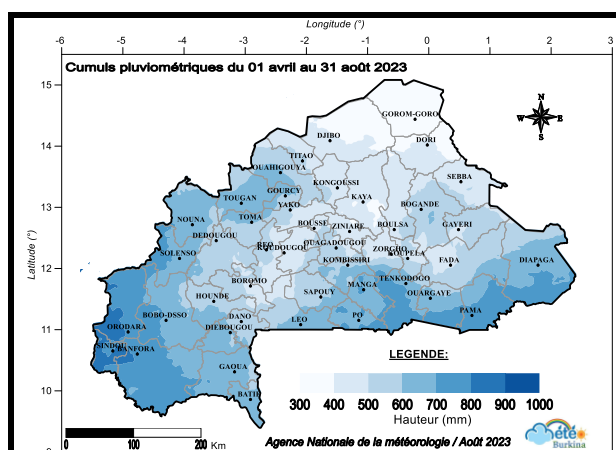 Longitude (°)
-6 -5 -4 -3 -2 -1 0 1 2 3
Cumuls pluviométriques du 01 avril au 31 août 2023
15
14
13
12
11
10
Latitude (°)
N
W E
S
GOROM-GORO
DJIBO
DORI
TITAO
OUAHIGOUYA
KONGOUSSI
SEBBA
TOUGAN
GOURCY
YAKO
KAYA
BOGANDE
NOUNA
TOMA
BOUSSE
ZINIARE
BOULSA
GAYERI
DEDOUGOU
REO
KOUDOUGOU
OUAGADOUGOU
SOLENSO
KOMBISSIRI
ZORGHO
KOUPELA
FADA
DIAPAGA
BOROMO
MANGA
TENKODOGO
HOUNDE
SAPOUY
OUARGAYE
BOBO-DSSO
DANO
LEO
PO
PAMA
ORODARA
DIEBOUGOU
SINDOU
BANFORA
GAOUA
BATIE
LEGENDE:
300 400 500 600 700 800 900 1000
Hauteur (mm)
0 100 200 Km
Agence Nationale de la météorologie / Août 2023
Météo
Burkina